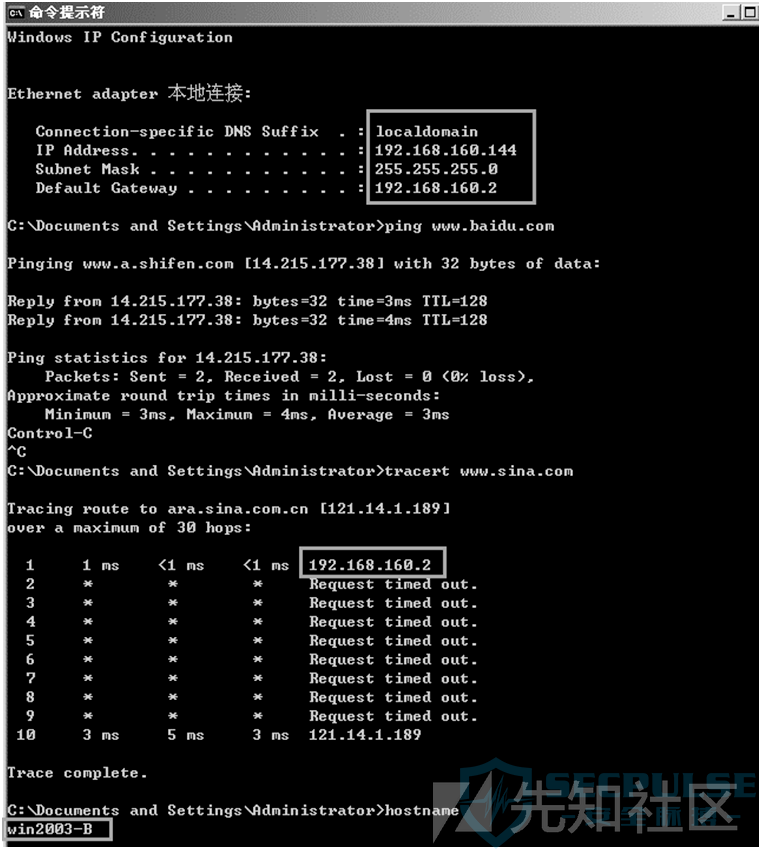 命令提示符
Windows IP Configuration
Ethernet adapter 本地连接:
Connection-specific DNS Suffix  . : localdomain
IP Address. . . . . . . . . . . . : 192.168.160.144
Subnet Mask . . . . . . . . . . . : 255.255.255.0
Default Gateway . . . . . . . . . : 192.168.160.2
C:\Documents and Settings\Administrator>ping www.baidu.com
Pinging www.a.shifen.com [14.215.177.38] with 32 bytes of data:
Reply from 14.215.177.38: bytes=32 time=3ms TTL=128
Reply from 14.215.177.38: bytes=32 time=4ms TTL=128
Ping statistics for 14.215.177.38:
Packets: Sent = 2, Received = 2, Lost = 0 (0% loss),
Approximate round trip times in milli-seconds:
Minimum = 3ms, Maximum = 4ms, Average = 3ms
Control-C
^C
C:\Documents and Settings\Administrator>tracert www.sina.com
Tracing route to ara.sina.com.cn [121.14.1.189]
over a maximum of 30 hops:
1     1 ms    <1 ms    <1 ms  192.168.160.2
2     *        *        *     Request timed out.
3     *        *        *     Request timed out.
4     *        *        *     Request timed out.
5     *        *        *     Request timed out.
6     *        *        *     Request timed out.
7     *        *        *     Request timed out.
8     *        *        *     Request timed out.
9     *        *        *     Request timed out.
10     3 ms     5 ms     3 ms  121.14.1.189
Trace complete.
C:\Documents and Settings\Administrator>hostname
win2003-B
SECPULSE
先知社区